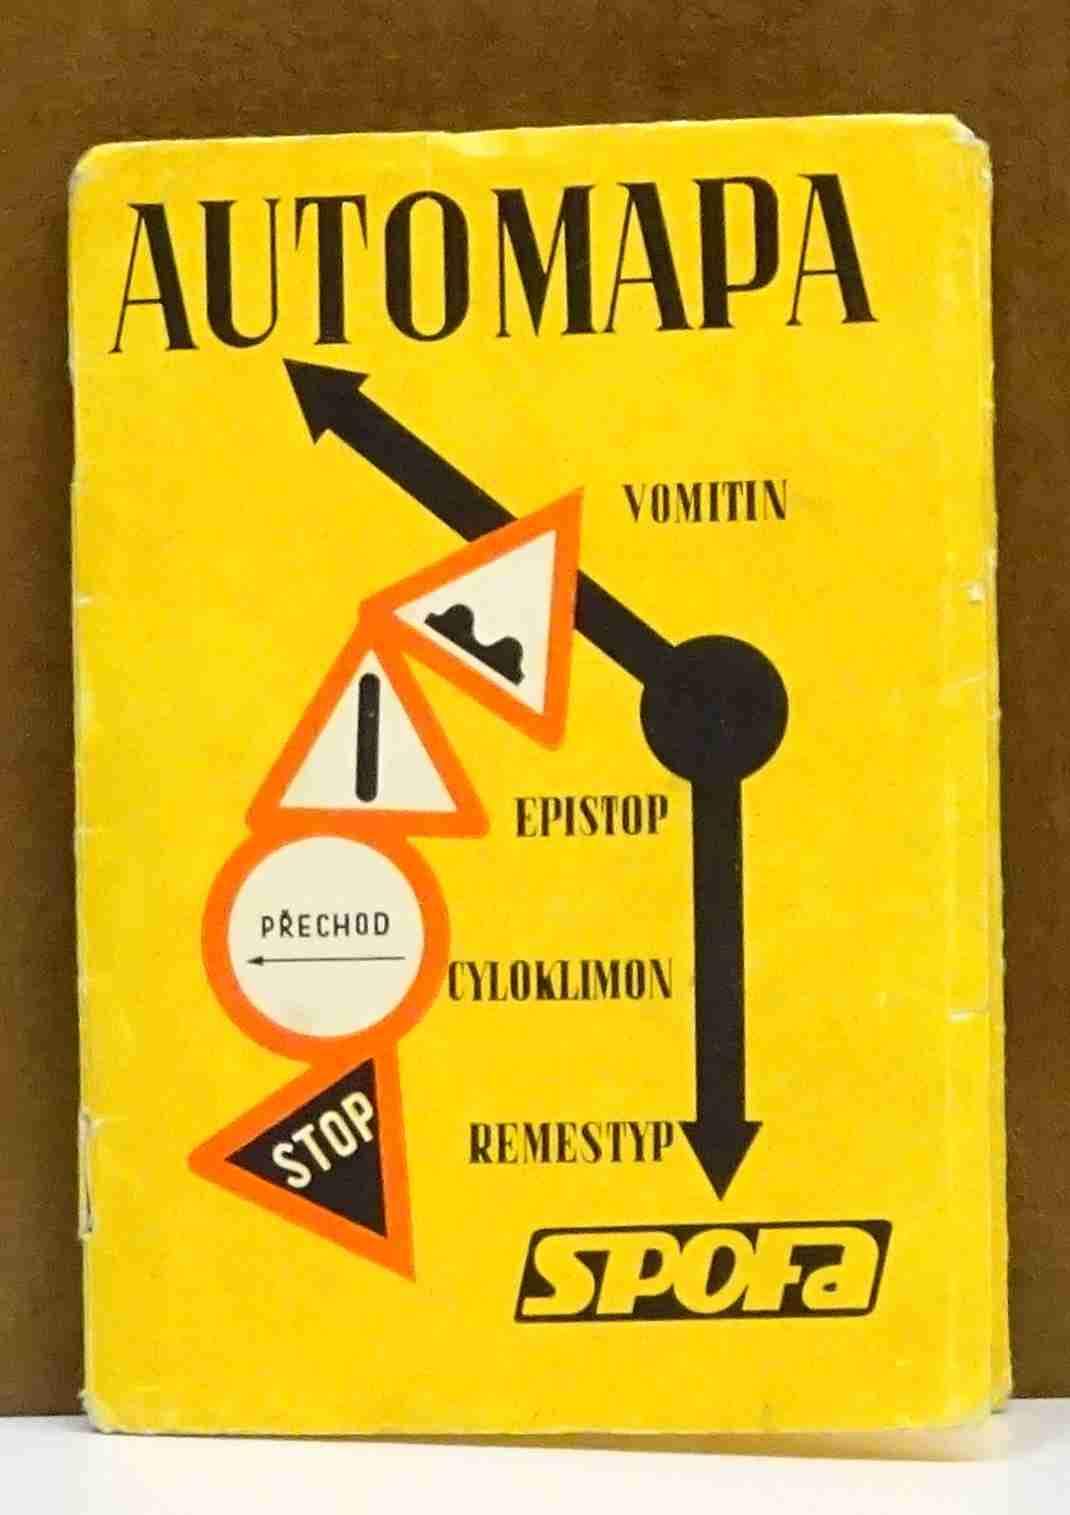 AUTOMAPA
VOMITIN
EPISTOP
PŘECHOD
CYLOKLIMON
REMESTYP
STOP
SPOFA